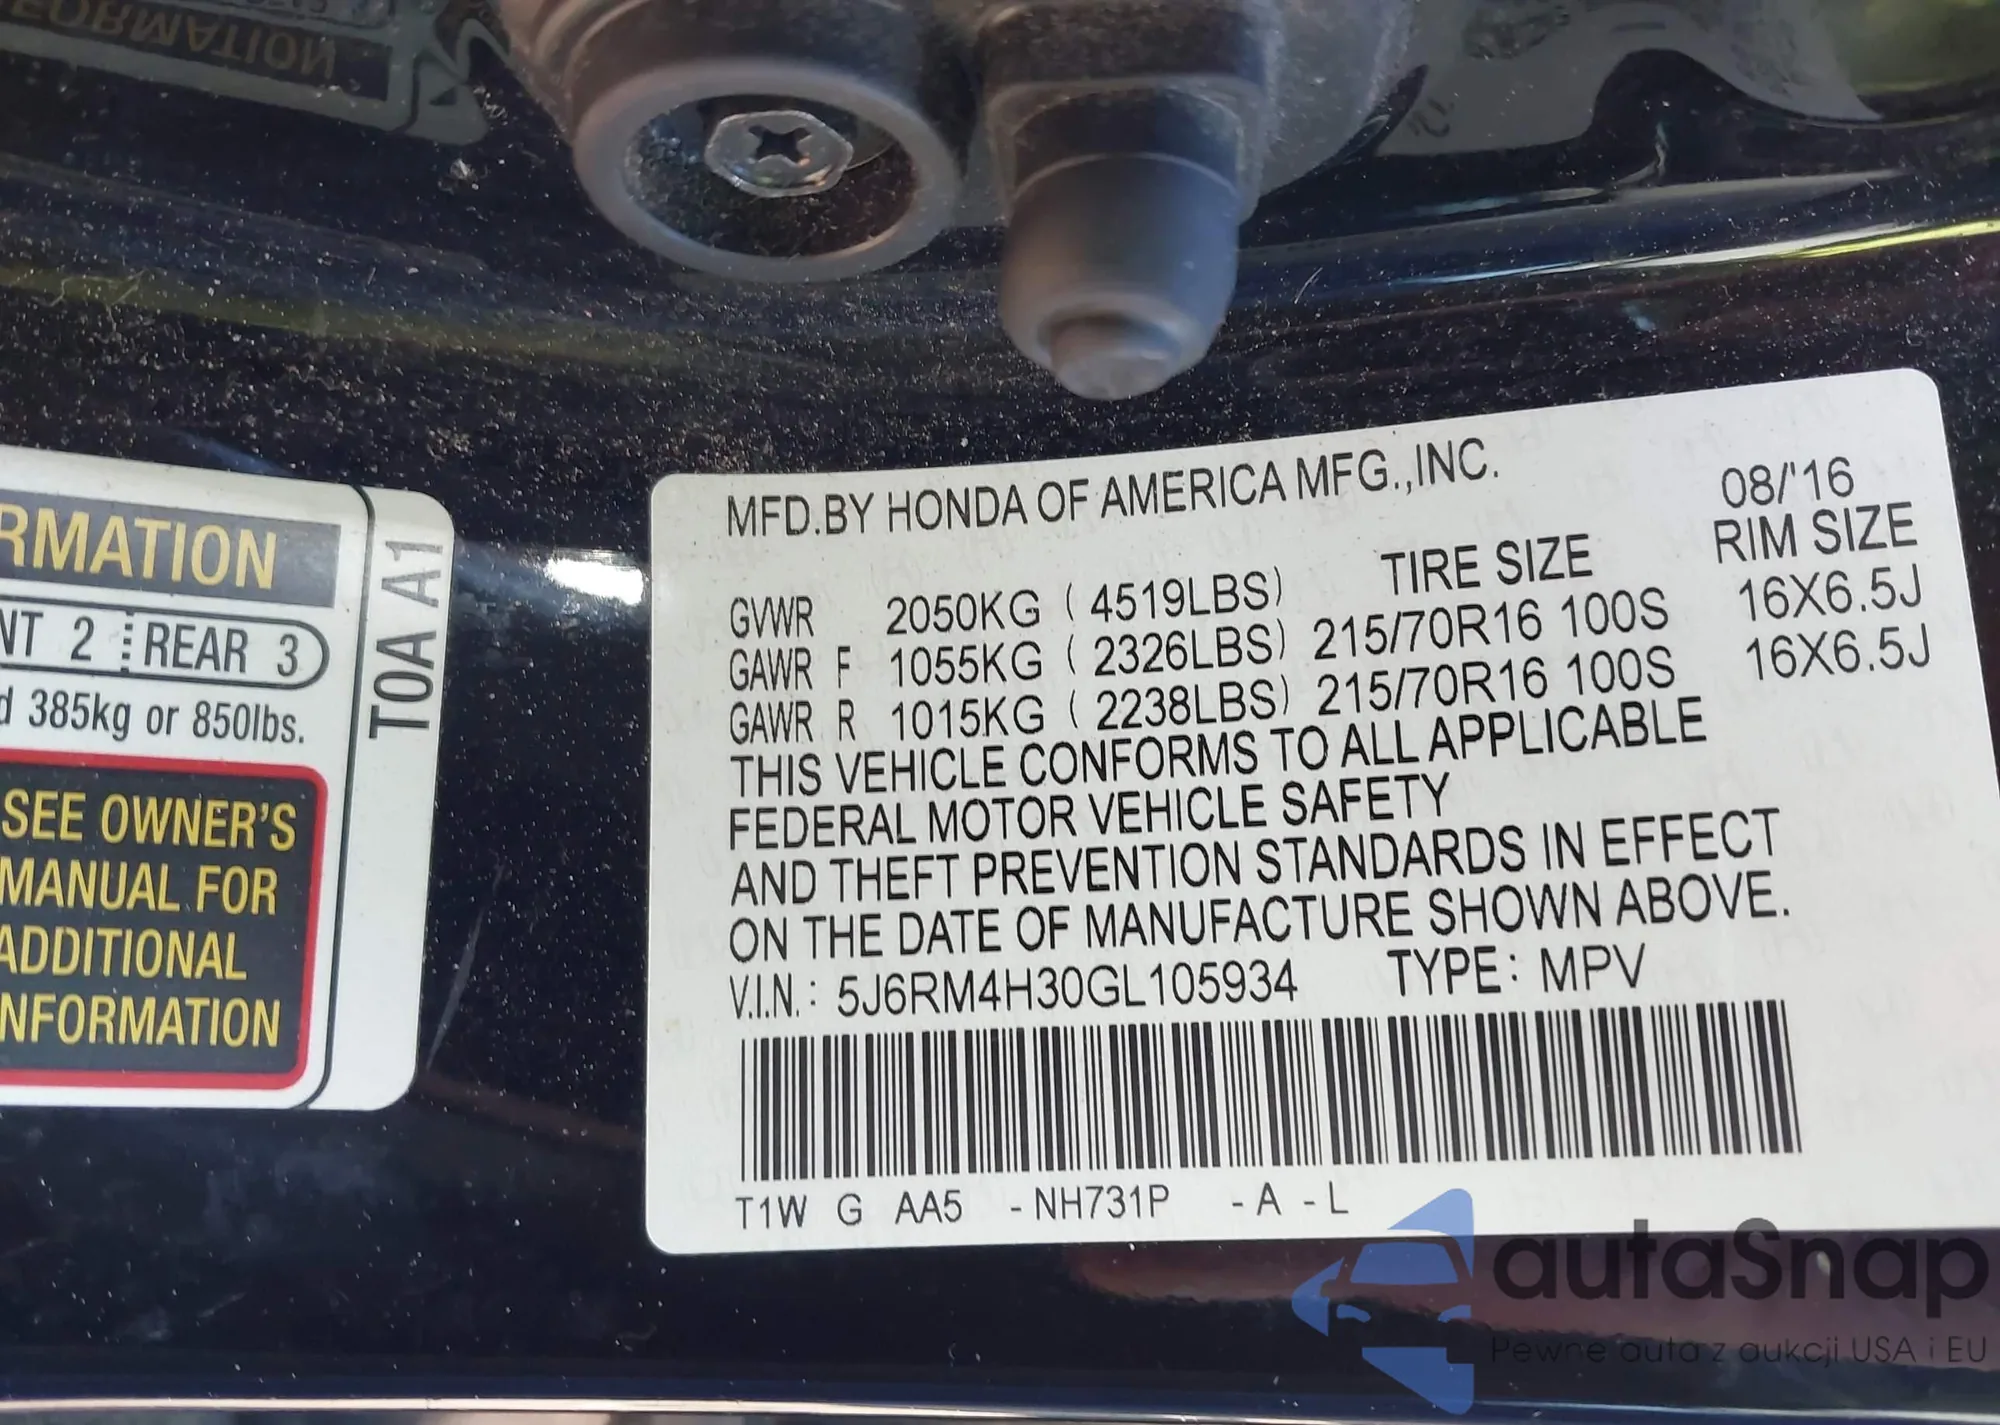 RMATION
NT 2 REAR 3
d 385kg or 850lbs.
SEE OWNER'S
MANUAL FOR
ADDITIONAL
NFORMATION
T0A A1
MFD.BY HONDA OF AMERICA MFG.,INC.
08/'16
TIRE SIZE RIM SIZE
GVWR 2050KG ( 4519LBS)
GAWR F 1055KG ( 2326LBS) 215/70R16 100S 16X6.5J
GAWR R 1015KG ( 2238LBS) 215/70R16 100S 16X6.5J
THIS VEHICLE CONFORMS TO ALL APPLICABLE
FEDERAL MOTOR VEHICLE SAFETY
AND THEFT PREVENTION STANDARDS IN EFFECT
ON THE DATE OF MANUFACTURE SHOWN ABOVE.
V.I.N.: 5J6RM4H30GL105934 TYPE: MPV
T1W G AA5 -NH731P -A -L
autaSnap
Pewne auta z aukcji USA i EU